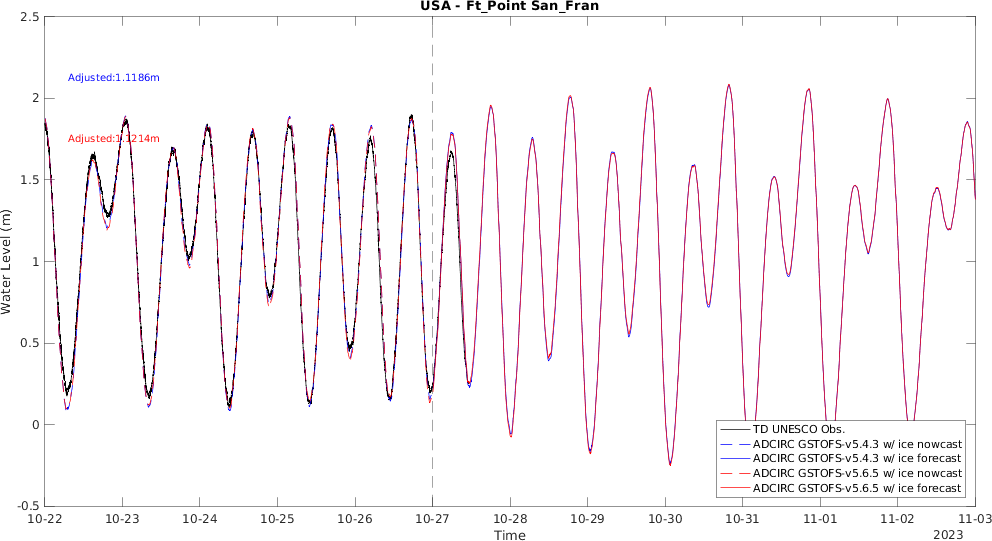 USA - Ft_Point San_Fran
2.5
2
1.5
1
0.5
0
-0.5
Water Level (m)
Adjusted:1.1186m
Adjusted:1.1214m
TD UNESCO Obs.
ADCIRC GSTOFS-v5.4.3 w/ ice nowcast
ADCIRC GSTOFS-v5.4.3 w/ ice forecast
ADCIRC GSTOFS-v5.6.5 w/ ice nowcast
ADCIRC GSTOFS-v5.6.5 w/ ice forecast
10-22 10-23 10-24 10-25 10-26 10-27 10-28 10-29 10-30 10-31 11-01 11-02 11-03
Time
2023